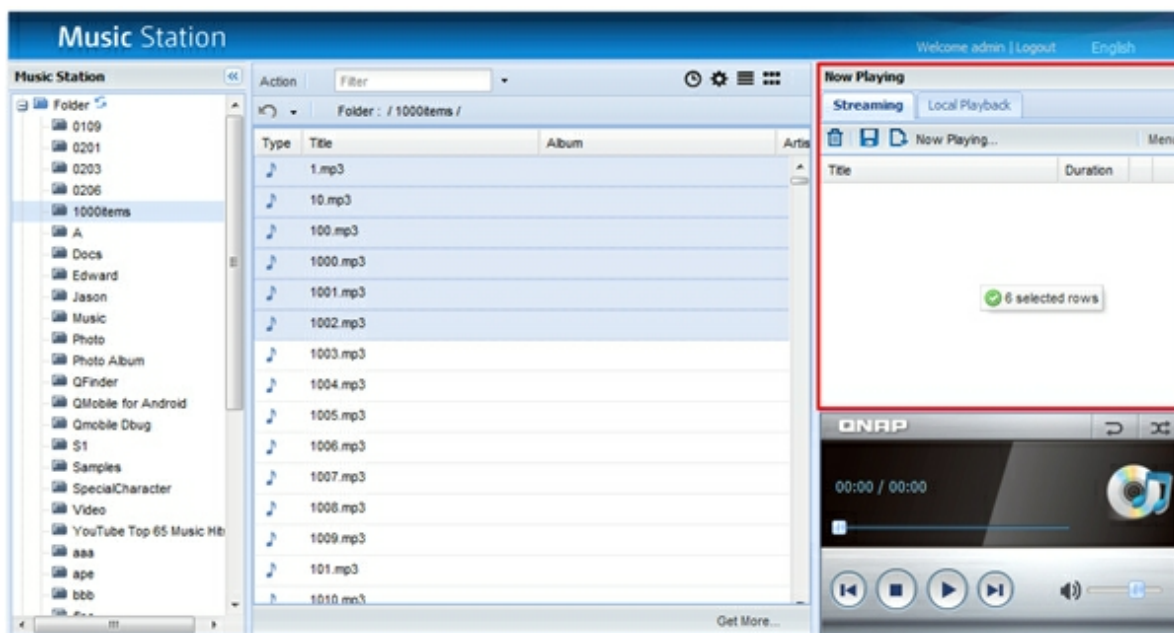 Music Station
Welcome admin | Logout English
Music Station
Folder
0109
0201
0203
0206
1000items
A
Docs
Edward
Jason
Music
Photo
Photo Album
QFinder
QMobile for Android
Qmobile Dbug
S1
Samples
SpecialCharacter
Video
YouTube Top 65 Music Hit
aaa
ape
bbb
Action Filter
Folder : / 1000items /
Type Title Album Artis
1.mp3
10.mp3
100.mp3
1000.mp3
1001.mp3
1002.mp3
1003.mp3
1004.mp3
1005.mp3
1006.mp3
1007.mp3
1008.mp3
1009.mp3
101.mp3
1010.mp3
Get More...
Now Playing
Streaming Local Playback
Now Playing...
Title Duration
6 selected rows
QNAP
00:00 / 00:00